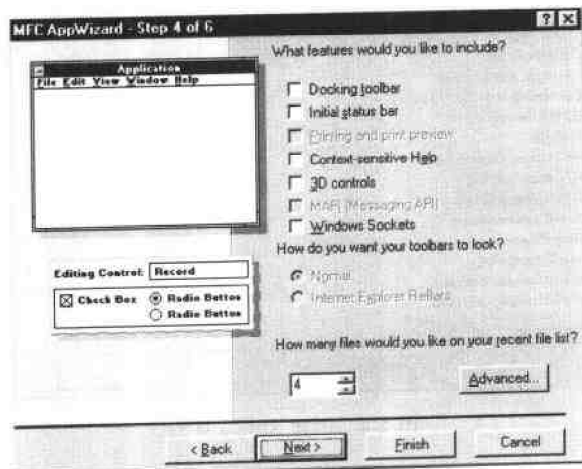 MFC AppWizard - Step 4 of 6
Application
File Edit View Window Help
Editing Control: Record
Check Box
Radio Button
Radio Button
What features would you like to include?
Docking toolbar
Initial status bar
Printing and print preview
Context-sensitive Help
3D controls
MAPI (Messaging API)
Windows Sockets
How do you want your toolbars to look?
Normal
Internet Explorer ReBars
How many files would you like on your recent file list?
4
Advanced...
< Back
Next >
Finish
Cancel